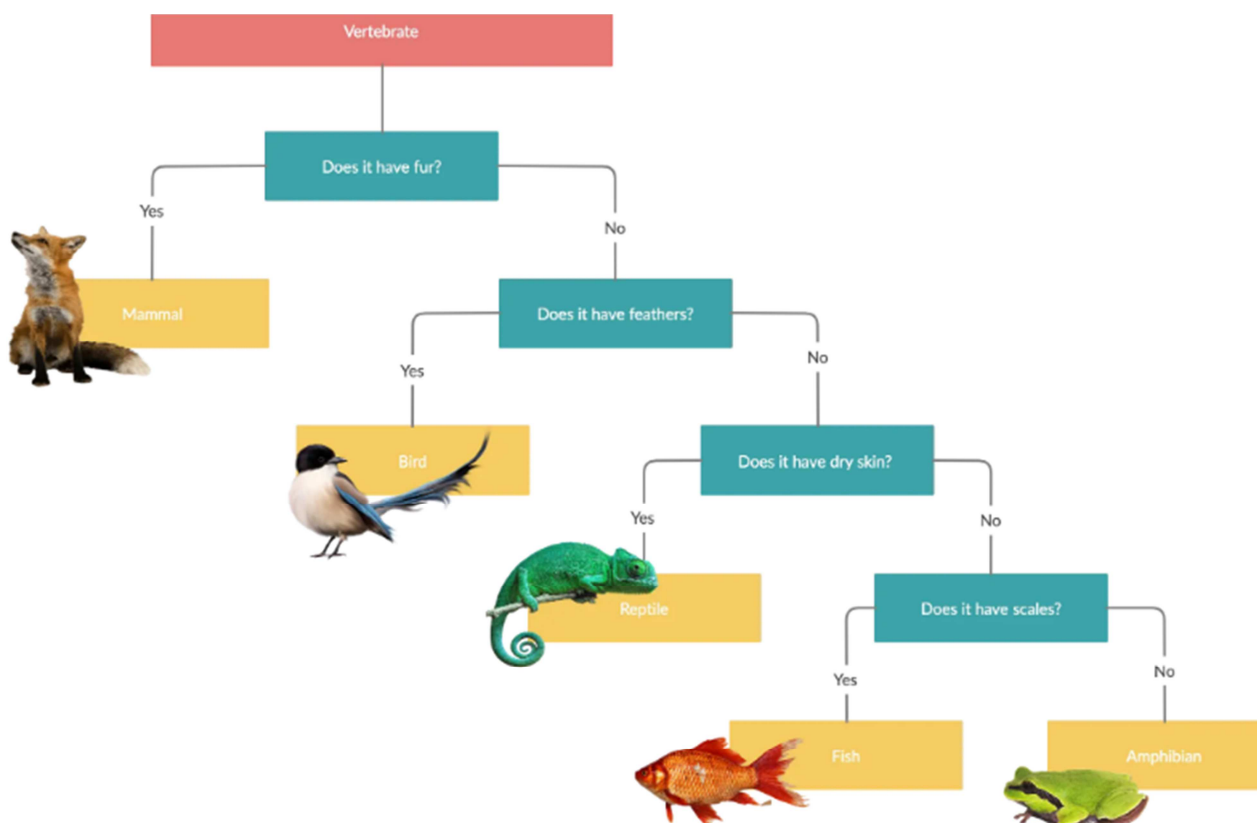 Vertebrate
Does it have fur?
Yes
No
Mammal
Does it have feathers?
Yes
No
Bird
Does it have dry skin?
Yes
No
Reptile
Does it have scales?
Yes
No
Fish
Amphibian